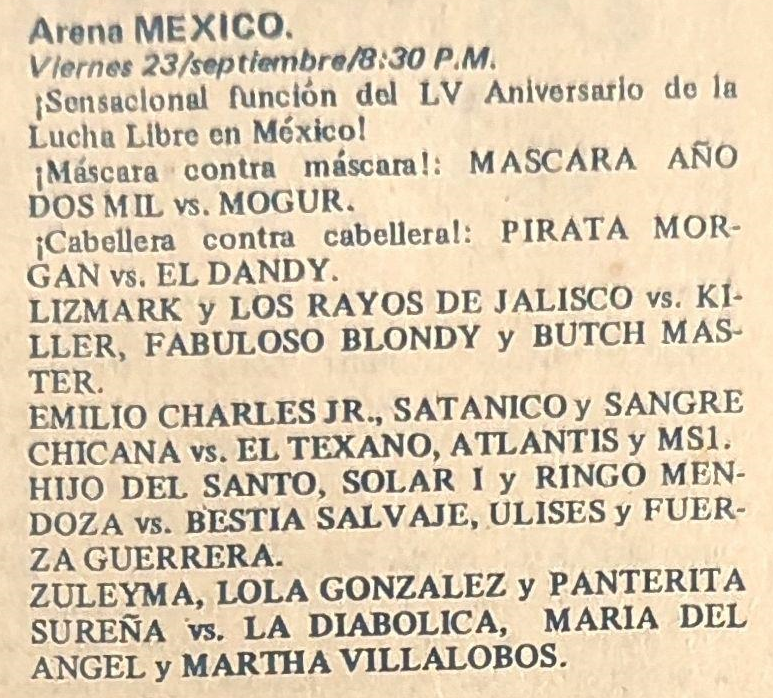 Arena MEXICO.
Viernes 23/septiembre/8:30 P.M.
¡Sensacional función del LV Aniversario de la
Lucha Libre en México!
¡Máscara contra máscara!: MASCARA AÑO
DOS MIL vs. MOGUR.
¡Cabellera contra cabellera!: PIRATA MOR-
GAN vs. EL DANDY.
LIZMARK y LOS RAYOS DE JALISCO vs. KI-
LLER, FABULOSO BLONDY y BUTCH MAS-
TER.
EMILIO CHARLES JR., SATANICO y SANGRE
CHICANA vs. EL TEXANO, ATLANTIS y MS1.
HIJO DEL SANTO, SOLAR I y RINGO MEN-
DOZA vs. BESTIA SALVAJE, ULISES y FUER-
ZA GUERRERA.
ZULEYMA, LOLA GONZALEZ y PANTERITA
SUREÑA vs. LA DIABOLICA, MARIA DEL
ANGEL y MARTHA VILLALOBOS.